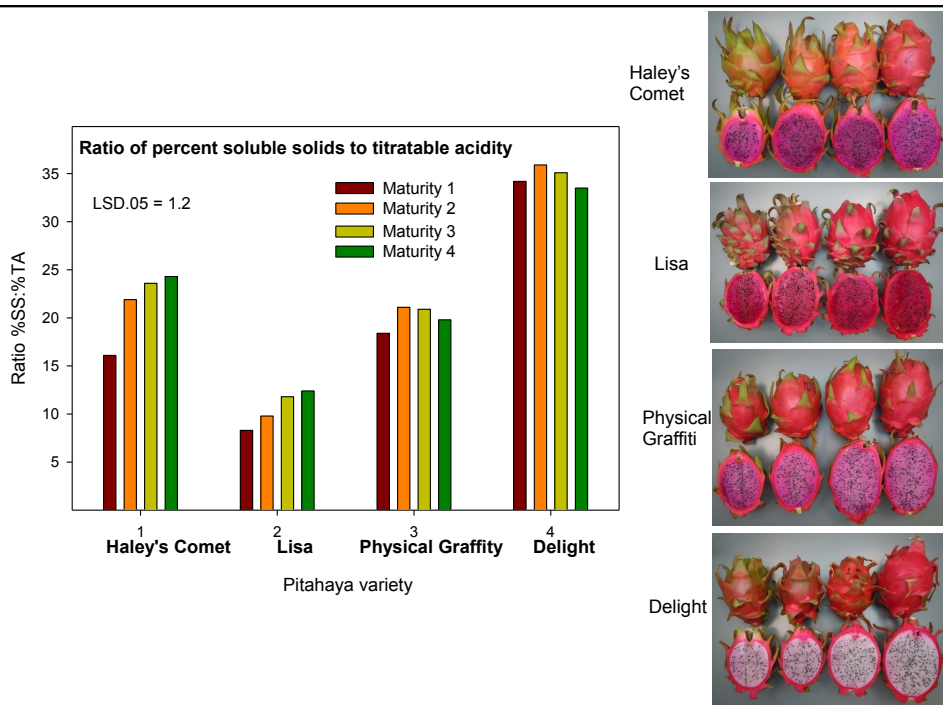 Ratio of percent soluble solids to titratable acidity
LSD.05 = 1.2
Maturity 1
Maturity 2
Maturity 3
Maturity 4
Ratio %SS:%TA
35
30
25
20
15
10
5
1
2
3
4
Haley's Comet
Lisa
Physical Graffity
Delight
Pitahaya variety
Haley's
Comet
Lisa
Physical
Graffiti
Delight